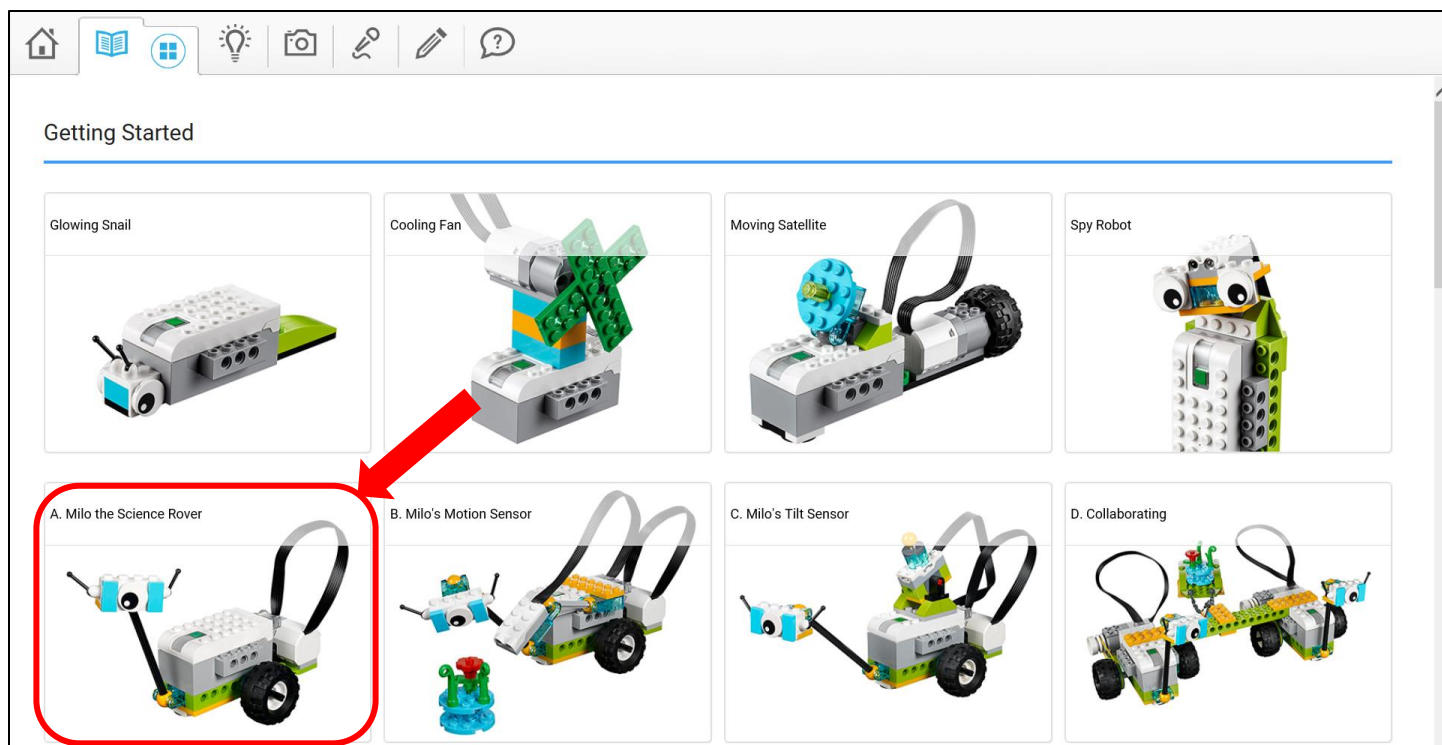 Getting Started
Glowing Snail
Cooling Fan
Moving Satellite
Spy Robot
A. Milo the Science Rover
B. Milo's Motion Sensor
C. Milo's Tilt Sensor
D. Collaborating